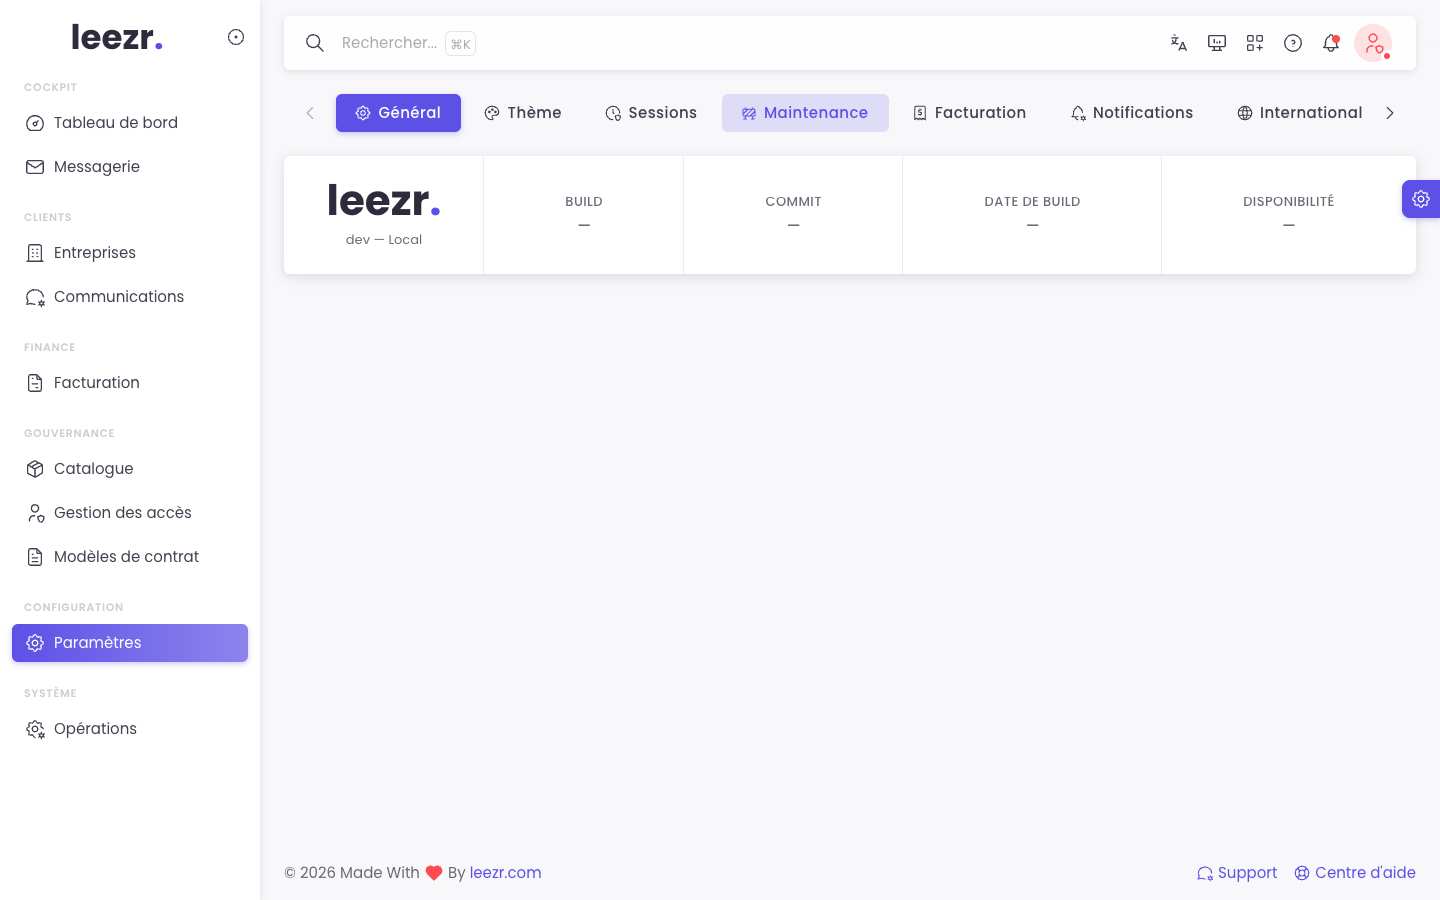 leezr.
COCKPIT
Tableau de bord
Messagerie
CLIENTS
Entreprises
Communications
FINANCE
Facturation
GOUVERNANCE
Catalogue
Gestion des accès
Modèles de contrat
CONFIGURATION
Paramètres
SYSTÈME
Opérations
Rechercher... ⌘K
Général Thème Sessions Maintenance Facturation Notifications International
leezr.
dev — Local
BUILD
—
COMMIT
—
DATE DE BUILD
—
DISPONIBILITÉ
—
© 2026 Made With By leezr.com
Support Centre d'aide